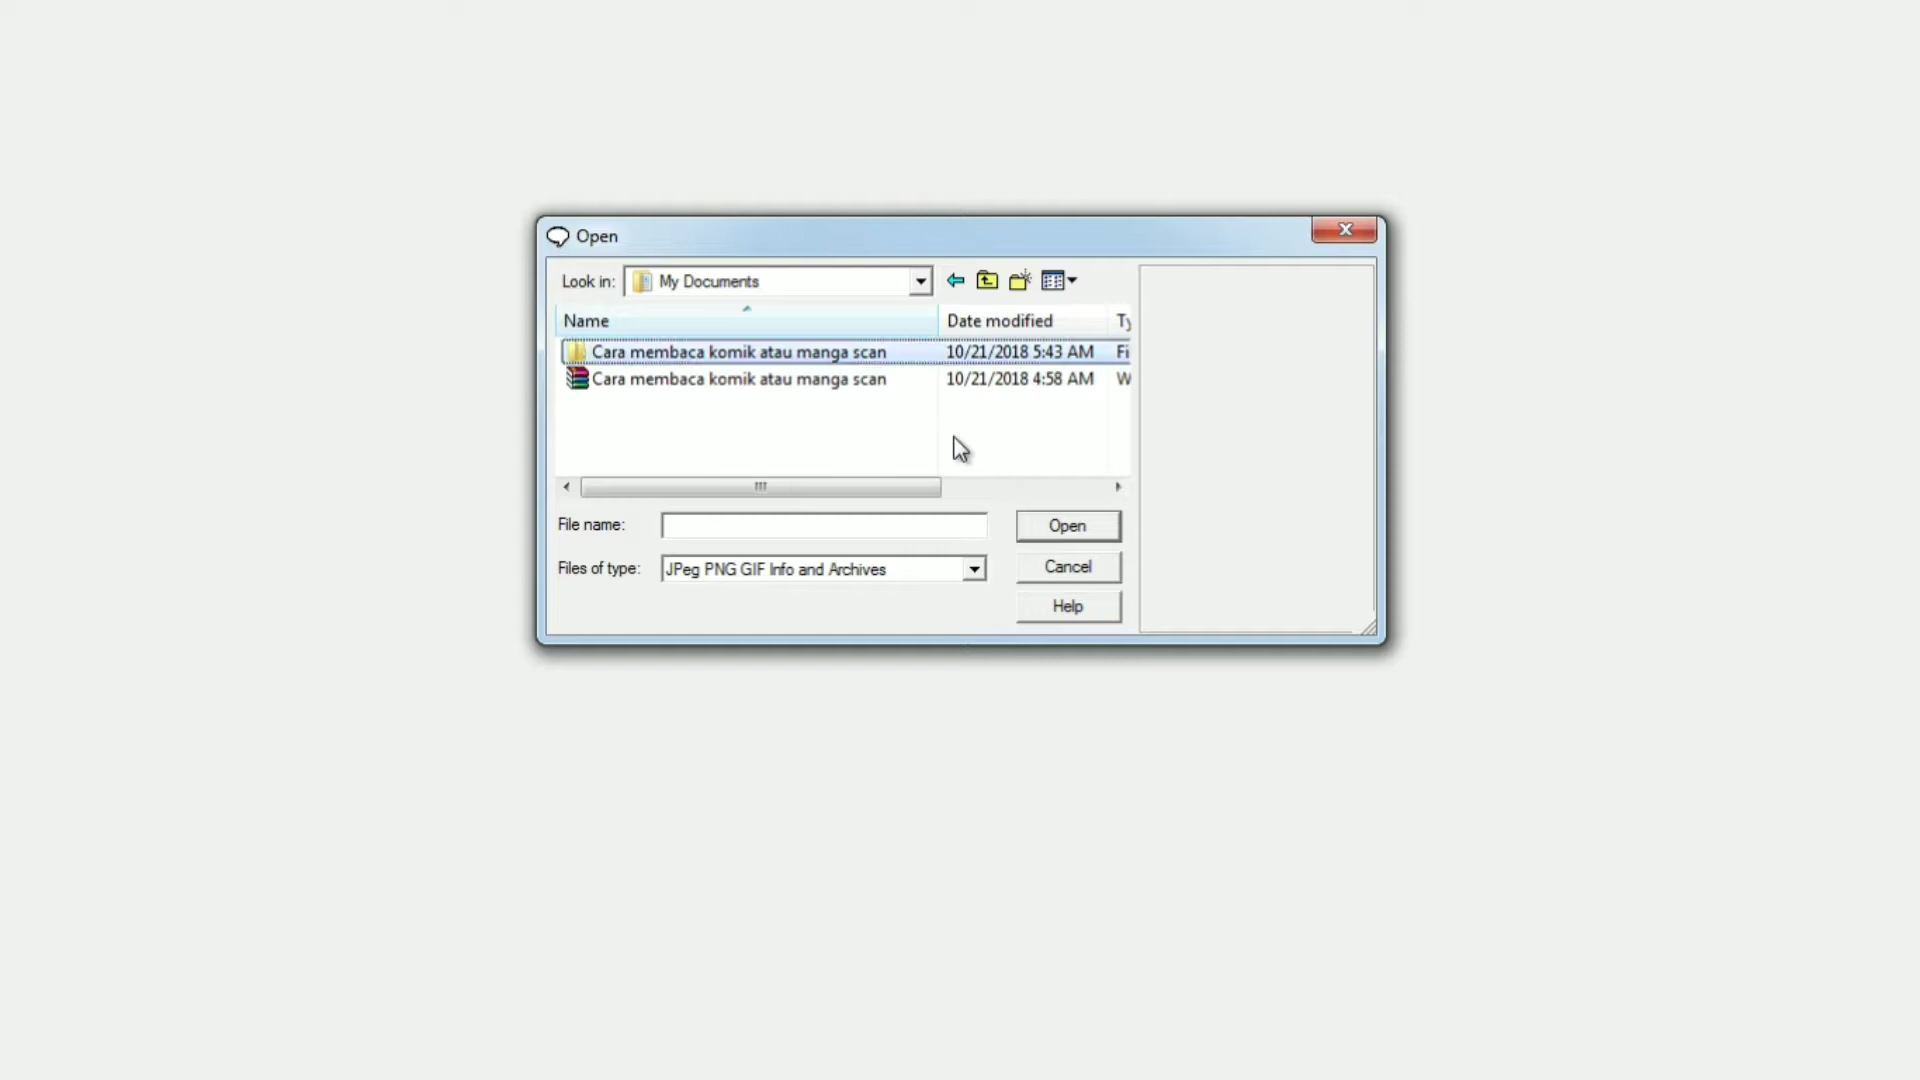 Open
Look in: My Documents
Name Date modified Ty
Cara membaca komik atau manga scan 10/21/2018 5:43 AM Fi
Cara membaca komik atau manga scan 10/21/2018 4:58 AM W
File name: Open
Files of type: JPeg PNG GIF Info and Archives Cancel
Help